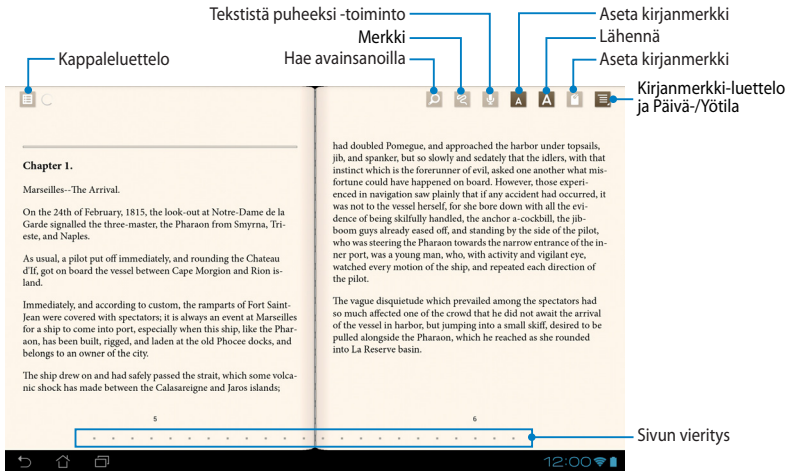 Tekstistä puheeksi -toiminto
Merkki
Hae avainsanoilla
Kappaleluettelo
Aseta kirjanmerkki
Lähennä
Aseta kirjanmerkki
Kirjanmerkki-luettelo
ja Päivä-/Yötila
A
A
Chapter 1.
Marseilles--The Arrival.
On the 24th of February, 1815, the look-out at Notre-Dame de la
Garde signalled the three-master, the Pharaon from Smyrna, Tri-
este, and Naples.
As usual, a pilot put off immediately, and rounding the Chateau
d'If, got on board the vessel between Cape Morgion and Rion is-
land.
Immediately, and according to custom, the ramparts of Fort Saint-
Jean were covered with spectators; it is always an event at Marseilles
for a ship to come into port, especially when this ship, like the Phar-
aon, has been built, rigged, and laden at the old Phocee docks, and
belongs to an owner of the city.
The ship drew on and had safely passed the strait, which some volca-
nic shock has made between the Calasareigne and Jaros islands;
5
had doubled Pomegue, and approached the harbor under topsails,
jib, and spanker, but so slowly and sedately that the idlers, with that
instinct which is the forerunner of evil, asked one another what mis-
fortune could have happened on board. However, those experi-
enced in navigation saw plainly that if any accident had occurred, it
was not to the vessel herself, for she bore down with all the evi-
dence of being skilfully handled, the anchor a-cockbill, the jib-
boom guys already eased off, and standing by the side of the pilot,
who was steering the Pharaon towards the narrow entrance of the in-
ner port, was a young man, who, with activity and vigilant eye,
watched every motion of the ship, and repeated each direction of
the pilot.
The vague disquietude which prevailed among the spectators had
so much affected one of the crowd that he did not await the arrival
of the vessel in harbor, but jumping into a small skiff, desired to be
pulled alongside the Pharaon, which he reached as she rounded
into La Reserve basin.
6
Sivun vieritys
12:00